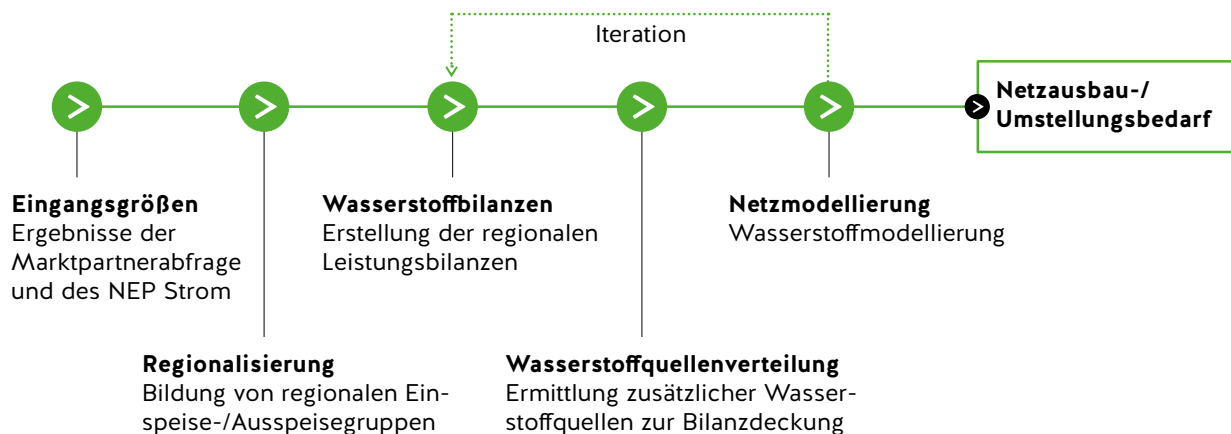 Iteration
Netzausbau-/
Umstellungsbedarf
Eingangsgrößen
Ergebnisse der
Marktpartnerabfrage
und des NEP Strom
Wasserstoffbilanzen
Erstellung der regionalen
Leistungsbilanzen
Netzmodellierung
Wasserstoffmodellierung
Regionalisierung
Bildung von regionalen Ein-
speise-/Ausspeisegruppen
Wasserstoffquellenverteilung
Ermittlung zusätzlicher Wasser-
stoffquellen zur Bilanzdeckung